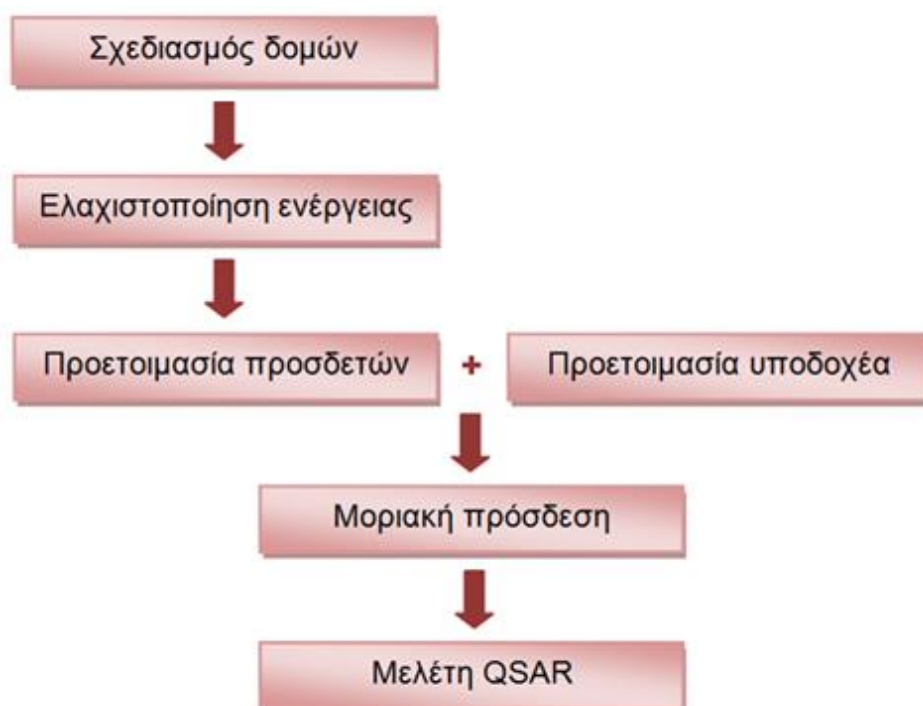 Σχεδιασμός δομών
Ελαχιστοποίηση ενέργειας
Προετοιμασία προσδετών + Προετοιμασία υποδοχέα
Μοριακή πρόσδεση
Μελέτη QSAR